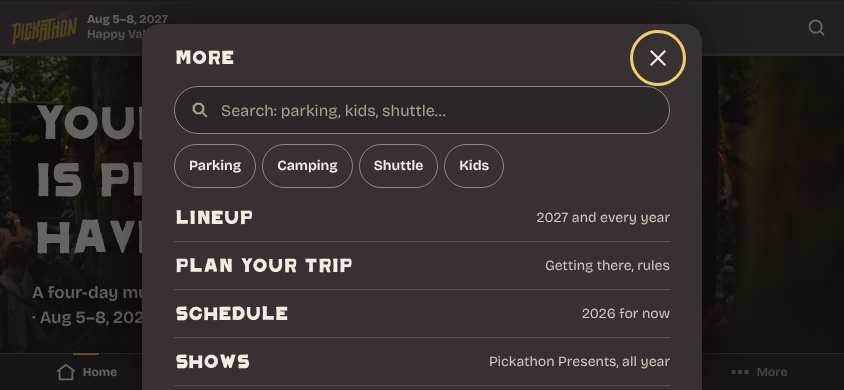 PICKATHON
Aug 5–8, 2027
Happy Val
MORE
Search: parking, kids, shuttle...
Parking
Camping
Shuttle
Kids
LINEUP
2027 and every year
PLAN YOUR TRIP
Getting there, rules
SCHEDULE
2026 for now
SHOWS
Pickathon Presents, all year
YOU
IS P
HAV
A four-day mu
· Aug 5–8, 202
Home
More